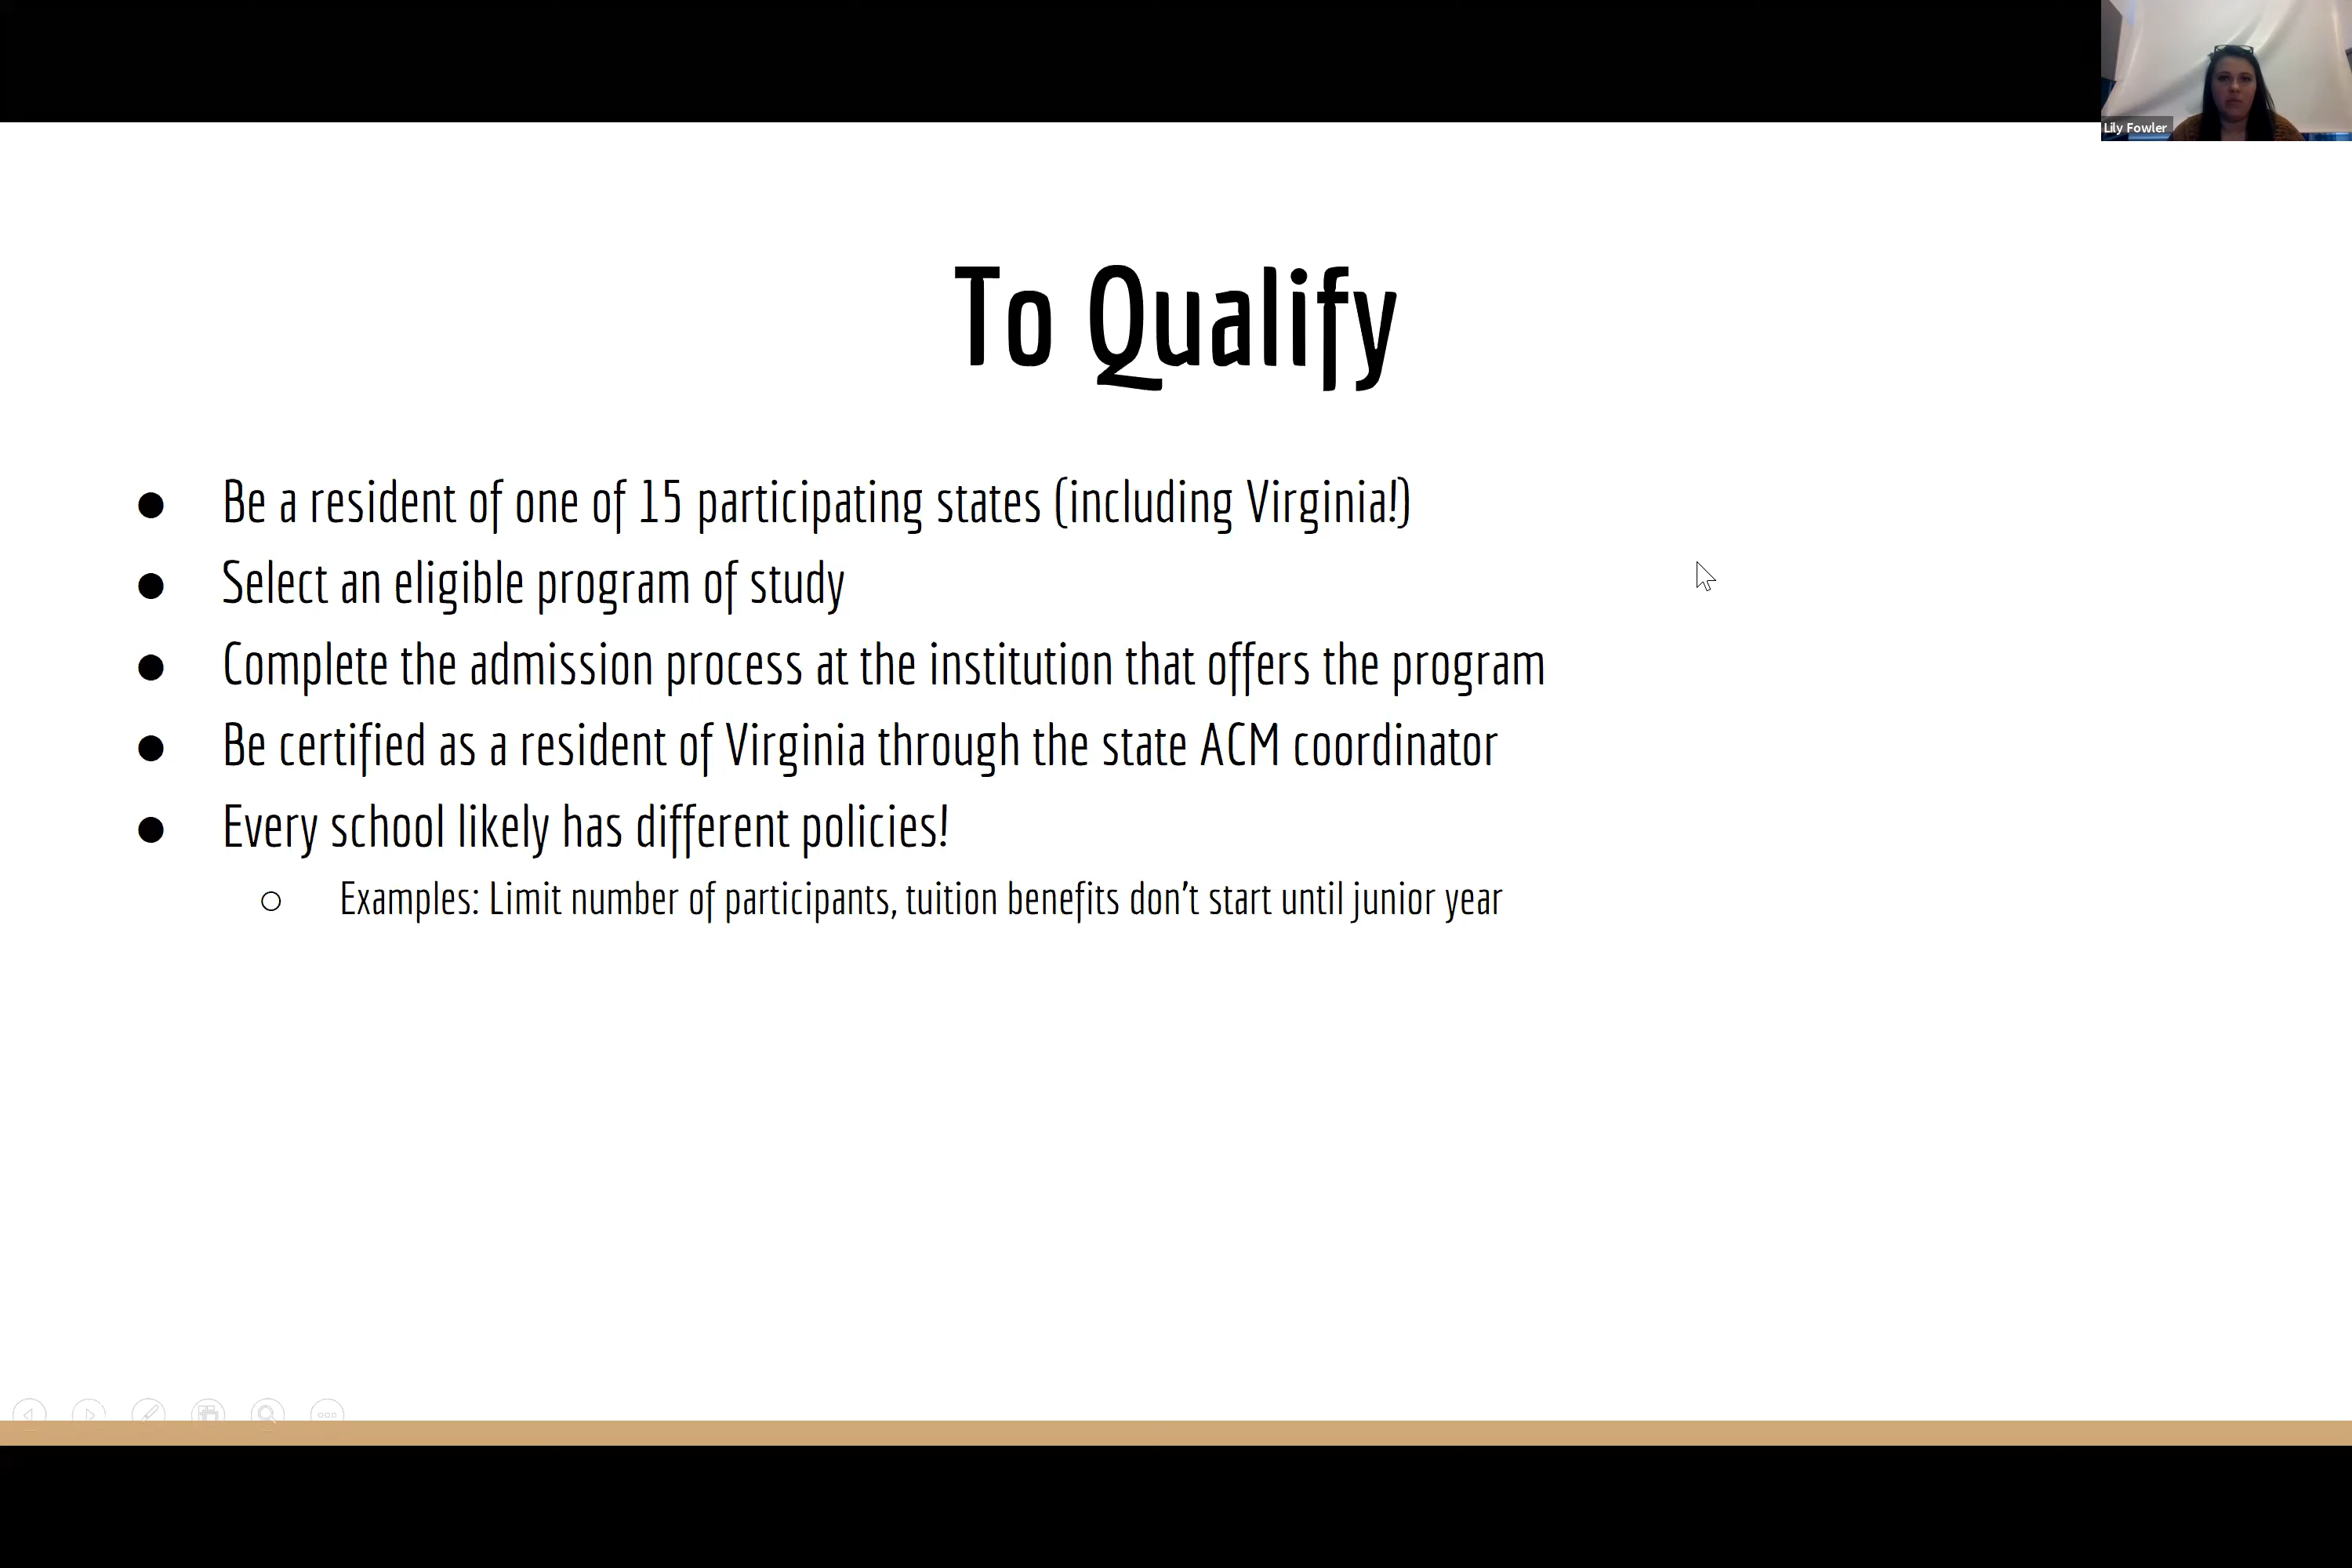 Lily Fowler
To Qualify
● Be a resident of one of 15 participating states (including Virginia!)
● Select an eligible program of study
● Complete the admission process at the institution that offers the program
● Be certified as a resident of Virginia through the state ACM coordinator
● Every school likely has different policies!
○ Examples: Limit number of participants, tuition benefits don't start until junior year